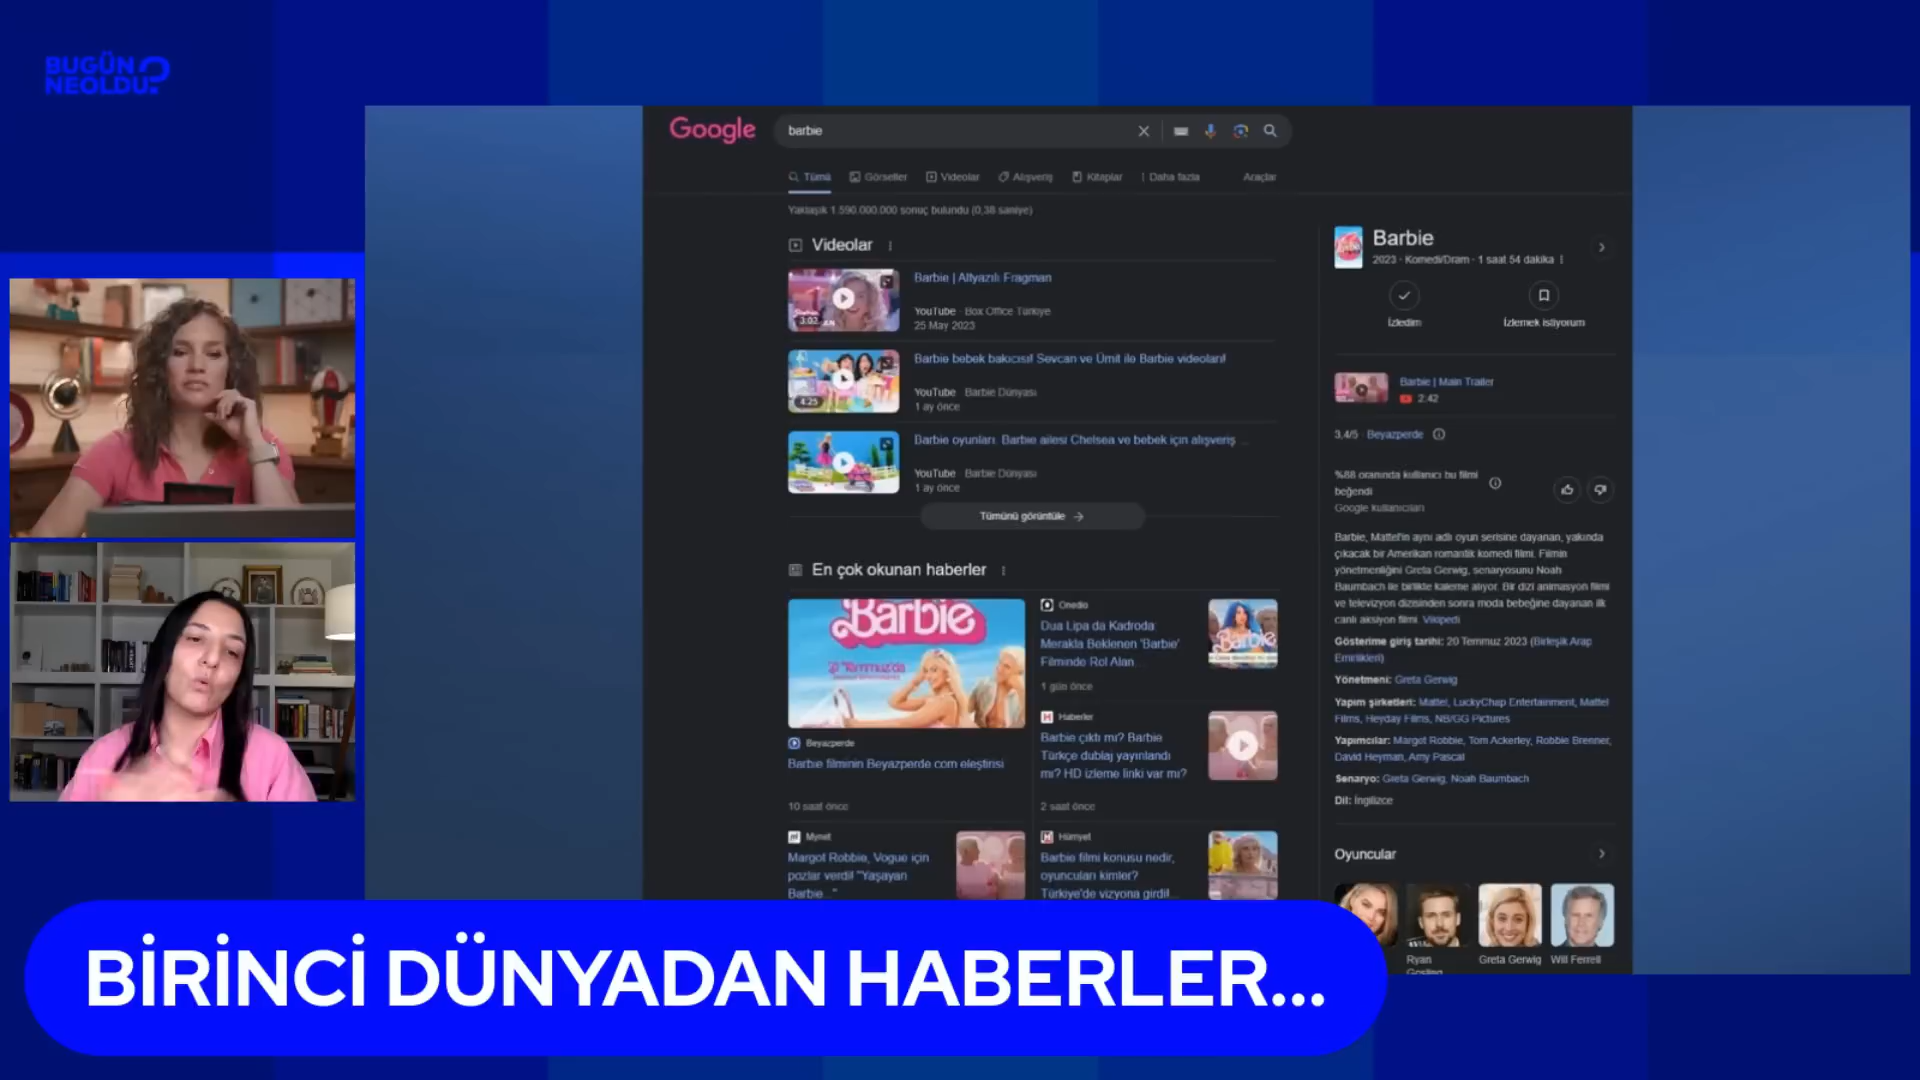 BUGÜN
NEOLDU?
Google
barbie
Tümü
Görseller
Videolar
Alışveriş
Kitaplar
Daha fazla
Araçlar
Yaklaşık 1.590.000.000 sonuç bulundu (0,38 saniye)
Videolar
Barbie | Altyazılı Fragman
YouTube · Box Office Türkiye
25 May 2023
3:02
Barbie bebek bakıcısı! Sevcan ve Ümit ile Barbie videoları!
YouTube · Barbie Dünyası
1 ay önce
4:25
Barbie oyunları. Barbie ailesi Chelsea ve bebek için alışveriş ...
YouTube · Barbie Dünyası
1 ay önce
Tümünü görüntüle
En çok okunan haberler
Barbie
Beyazperde
Barbie filminin Beyazperde.com eleştirisi
10 saat önce
Onedio
Dua Lipa da Kadroda:
Merakla Beklenen 'Barbie'
Filminde Rol Alan...
1 gün önce
Barbie
Haberler
Barbie çıktı mı? Barbie
Türkçe dublaj yayınlandı
mı? HD izleme linki var mı?
2 saat önce
Mynet
Margot Robbie, Vogue için
pozlar verdi! "Yaşayan
Barbie..."
Hürriyet
Barbie filmi konusu nedir,
oyuncuları kimler?
Türkiye'de vizyona girdi!...
Barbie
2023 · Komedi/Dram · 1 saat 54 dakika
İzledim
İzlemek istiyorum
Barbie | Main Trailer
2:42
3,4/5 · Beyazperde
%88 oranında kullanıcı bu filmi
beğendi
Google kullanıcıları
Barbie, Mattel'in aynı adlı oyun serisine dayanan, yakında
çıkacak bir Amerikan romantik komedi filmi. Filmin
yönetmenliğini Greta Gerwig, senaryosunu Noah
Baumbach ile birlikte kaleme alıyor. Bir dizi animasyon filmi
ve televizyon dizisinden sonra moda bebeğine dayanan ilk
canlı aksiyon filmi. Vikipedi
Gösterime giriş tarihi: 20 Temmuz 2023 (Birleşik Arap
Emirlikleri)
Yönetmeni: Greta Gerwig
Yapım şirketleri: Mattel, LuckyChap Entertainment, Mattel
Films, Heyday Films, NB/GG Pictures
Yapımcılar: Margot Robbie, Tom Ackerley, Robbie Brenner,
David Heyman, Amy Pascal
Senaryo: Greta Gerwig, Noah Baumbach
Dil: İngilizce
Oyuncular
Ryan
Gosling
Greta Gerwig
Will Ferrell
BİRİNCİ DÜNYADAN HABERLER...